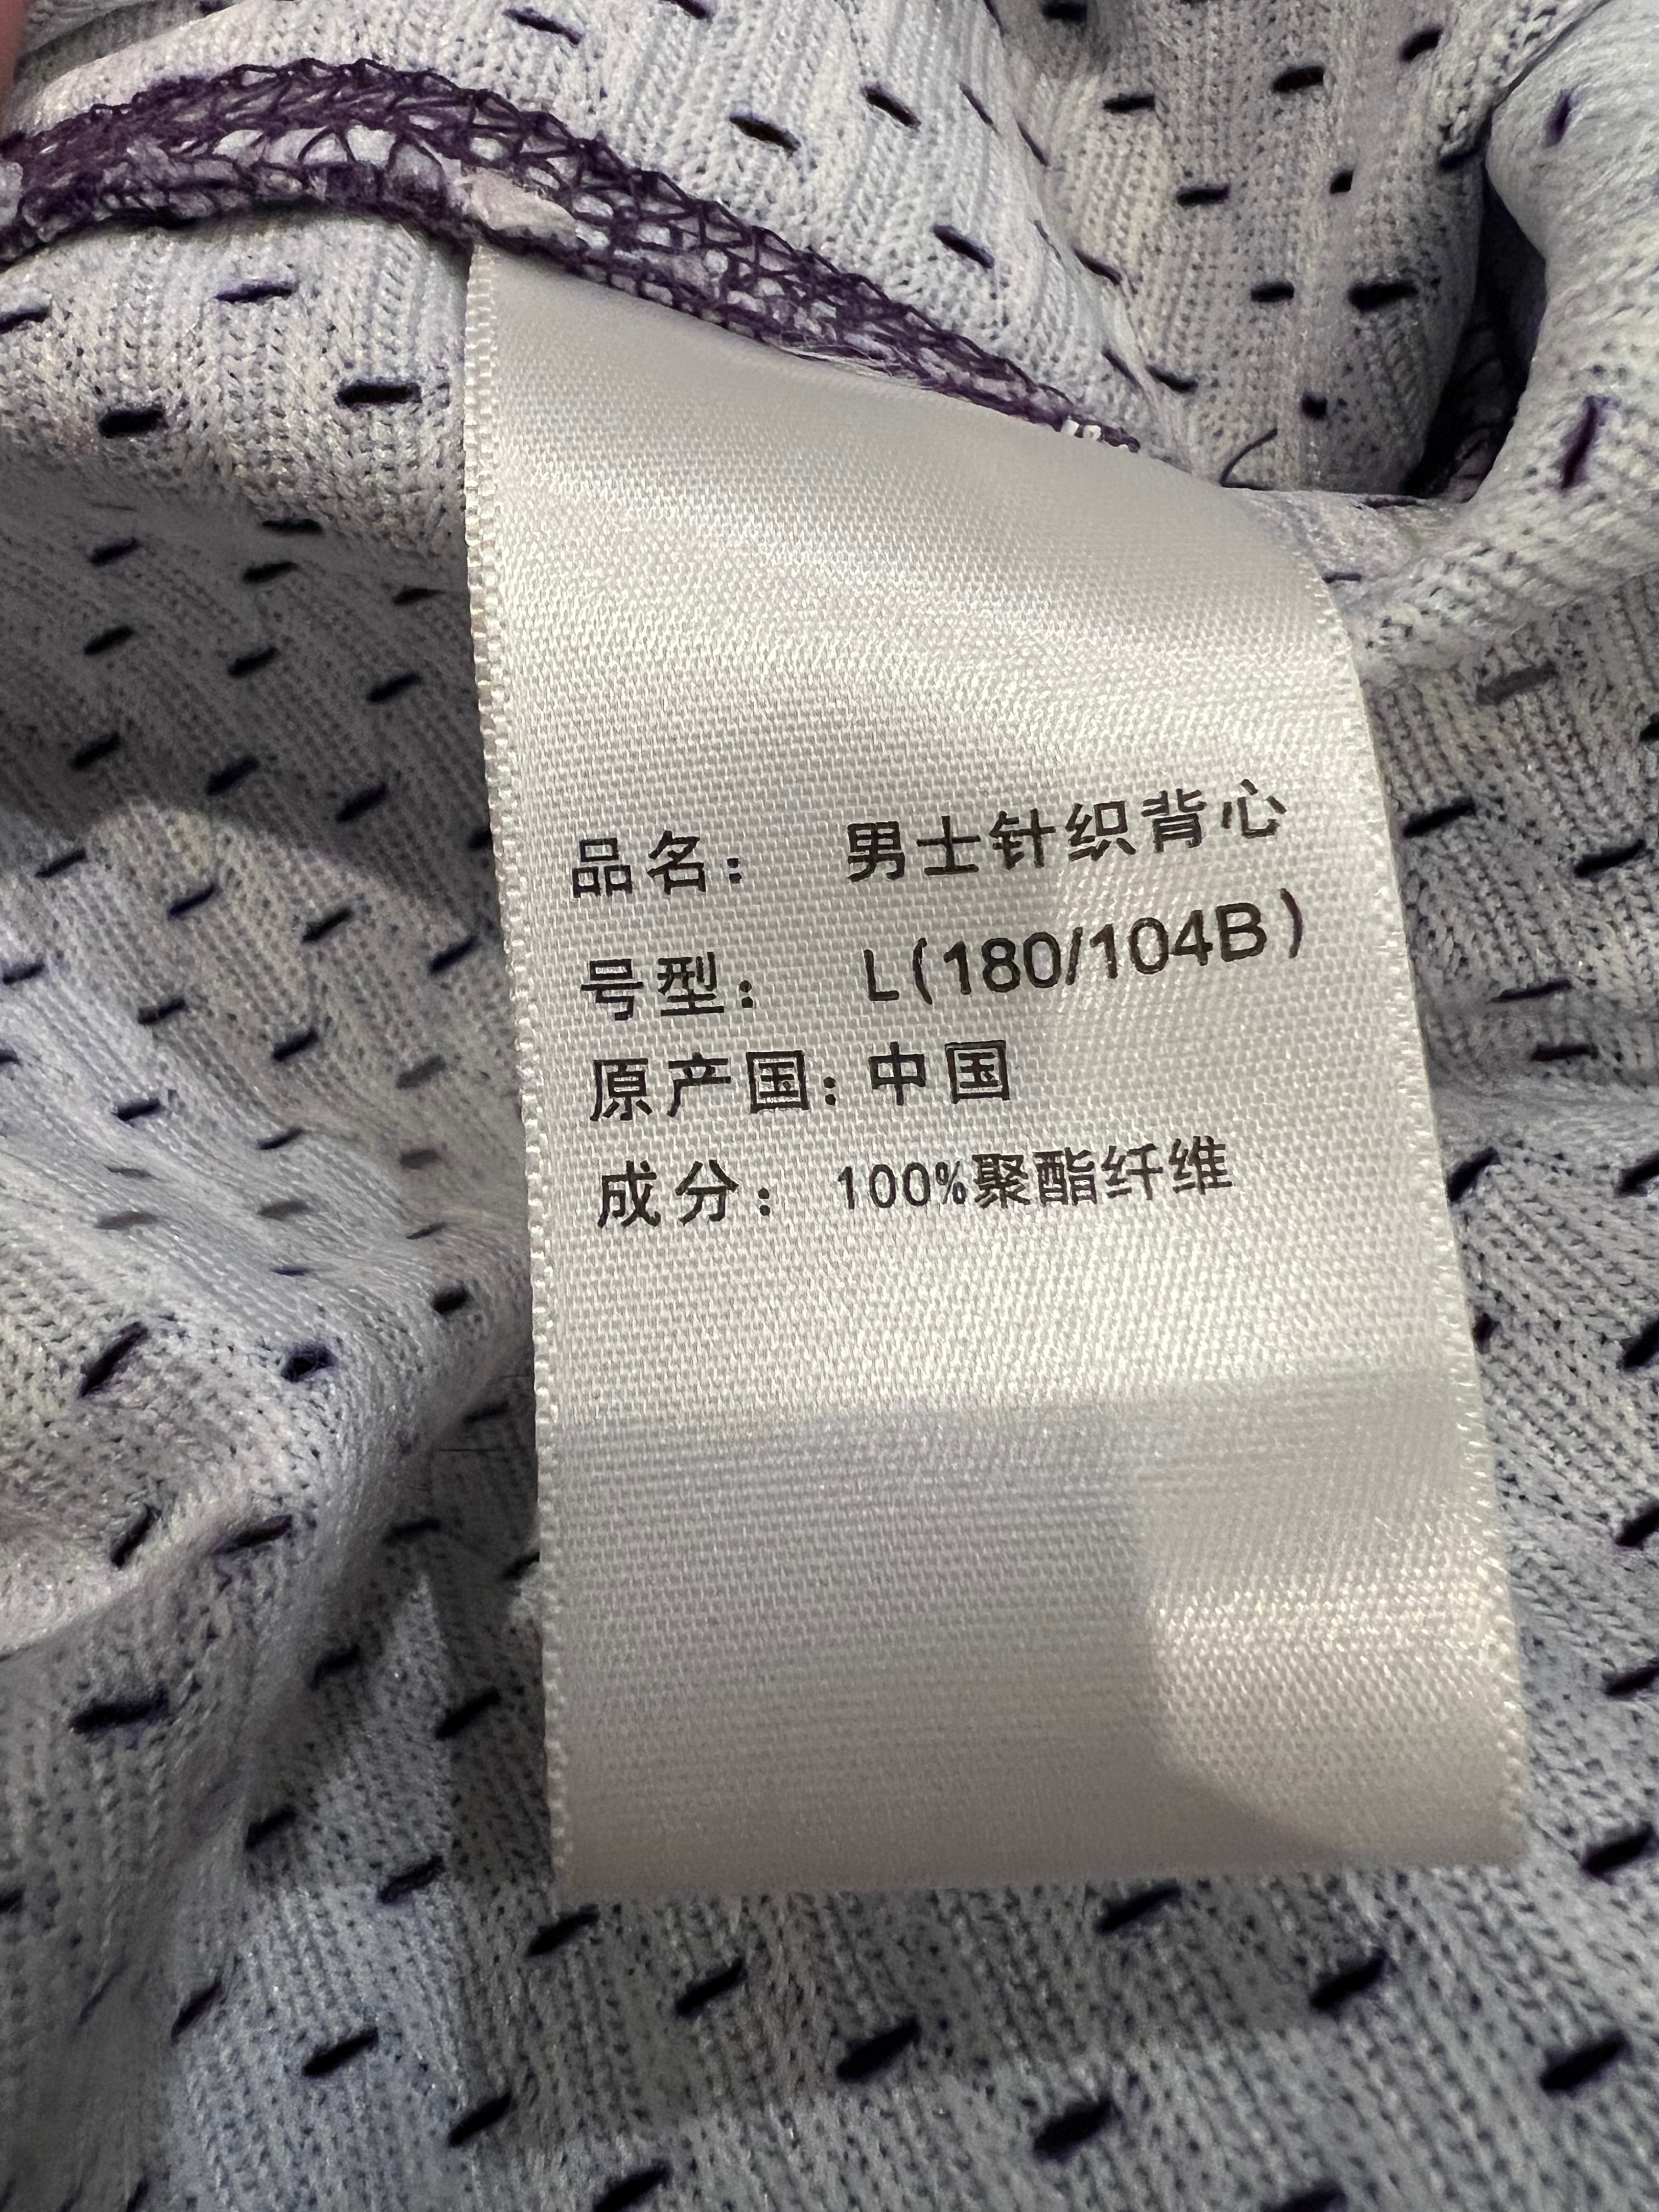 品名： 男士针织背心
号型： L(180/104B)
原产国：中国
成分： 100%聚酯纤维